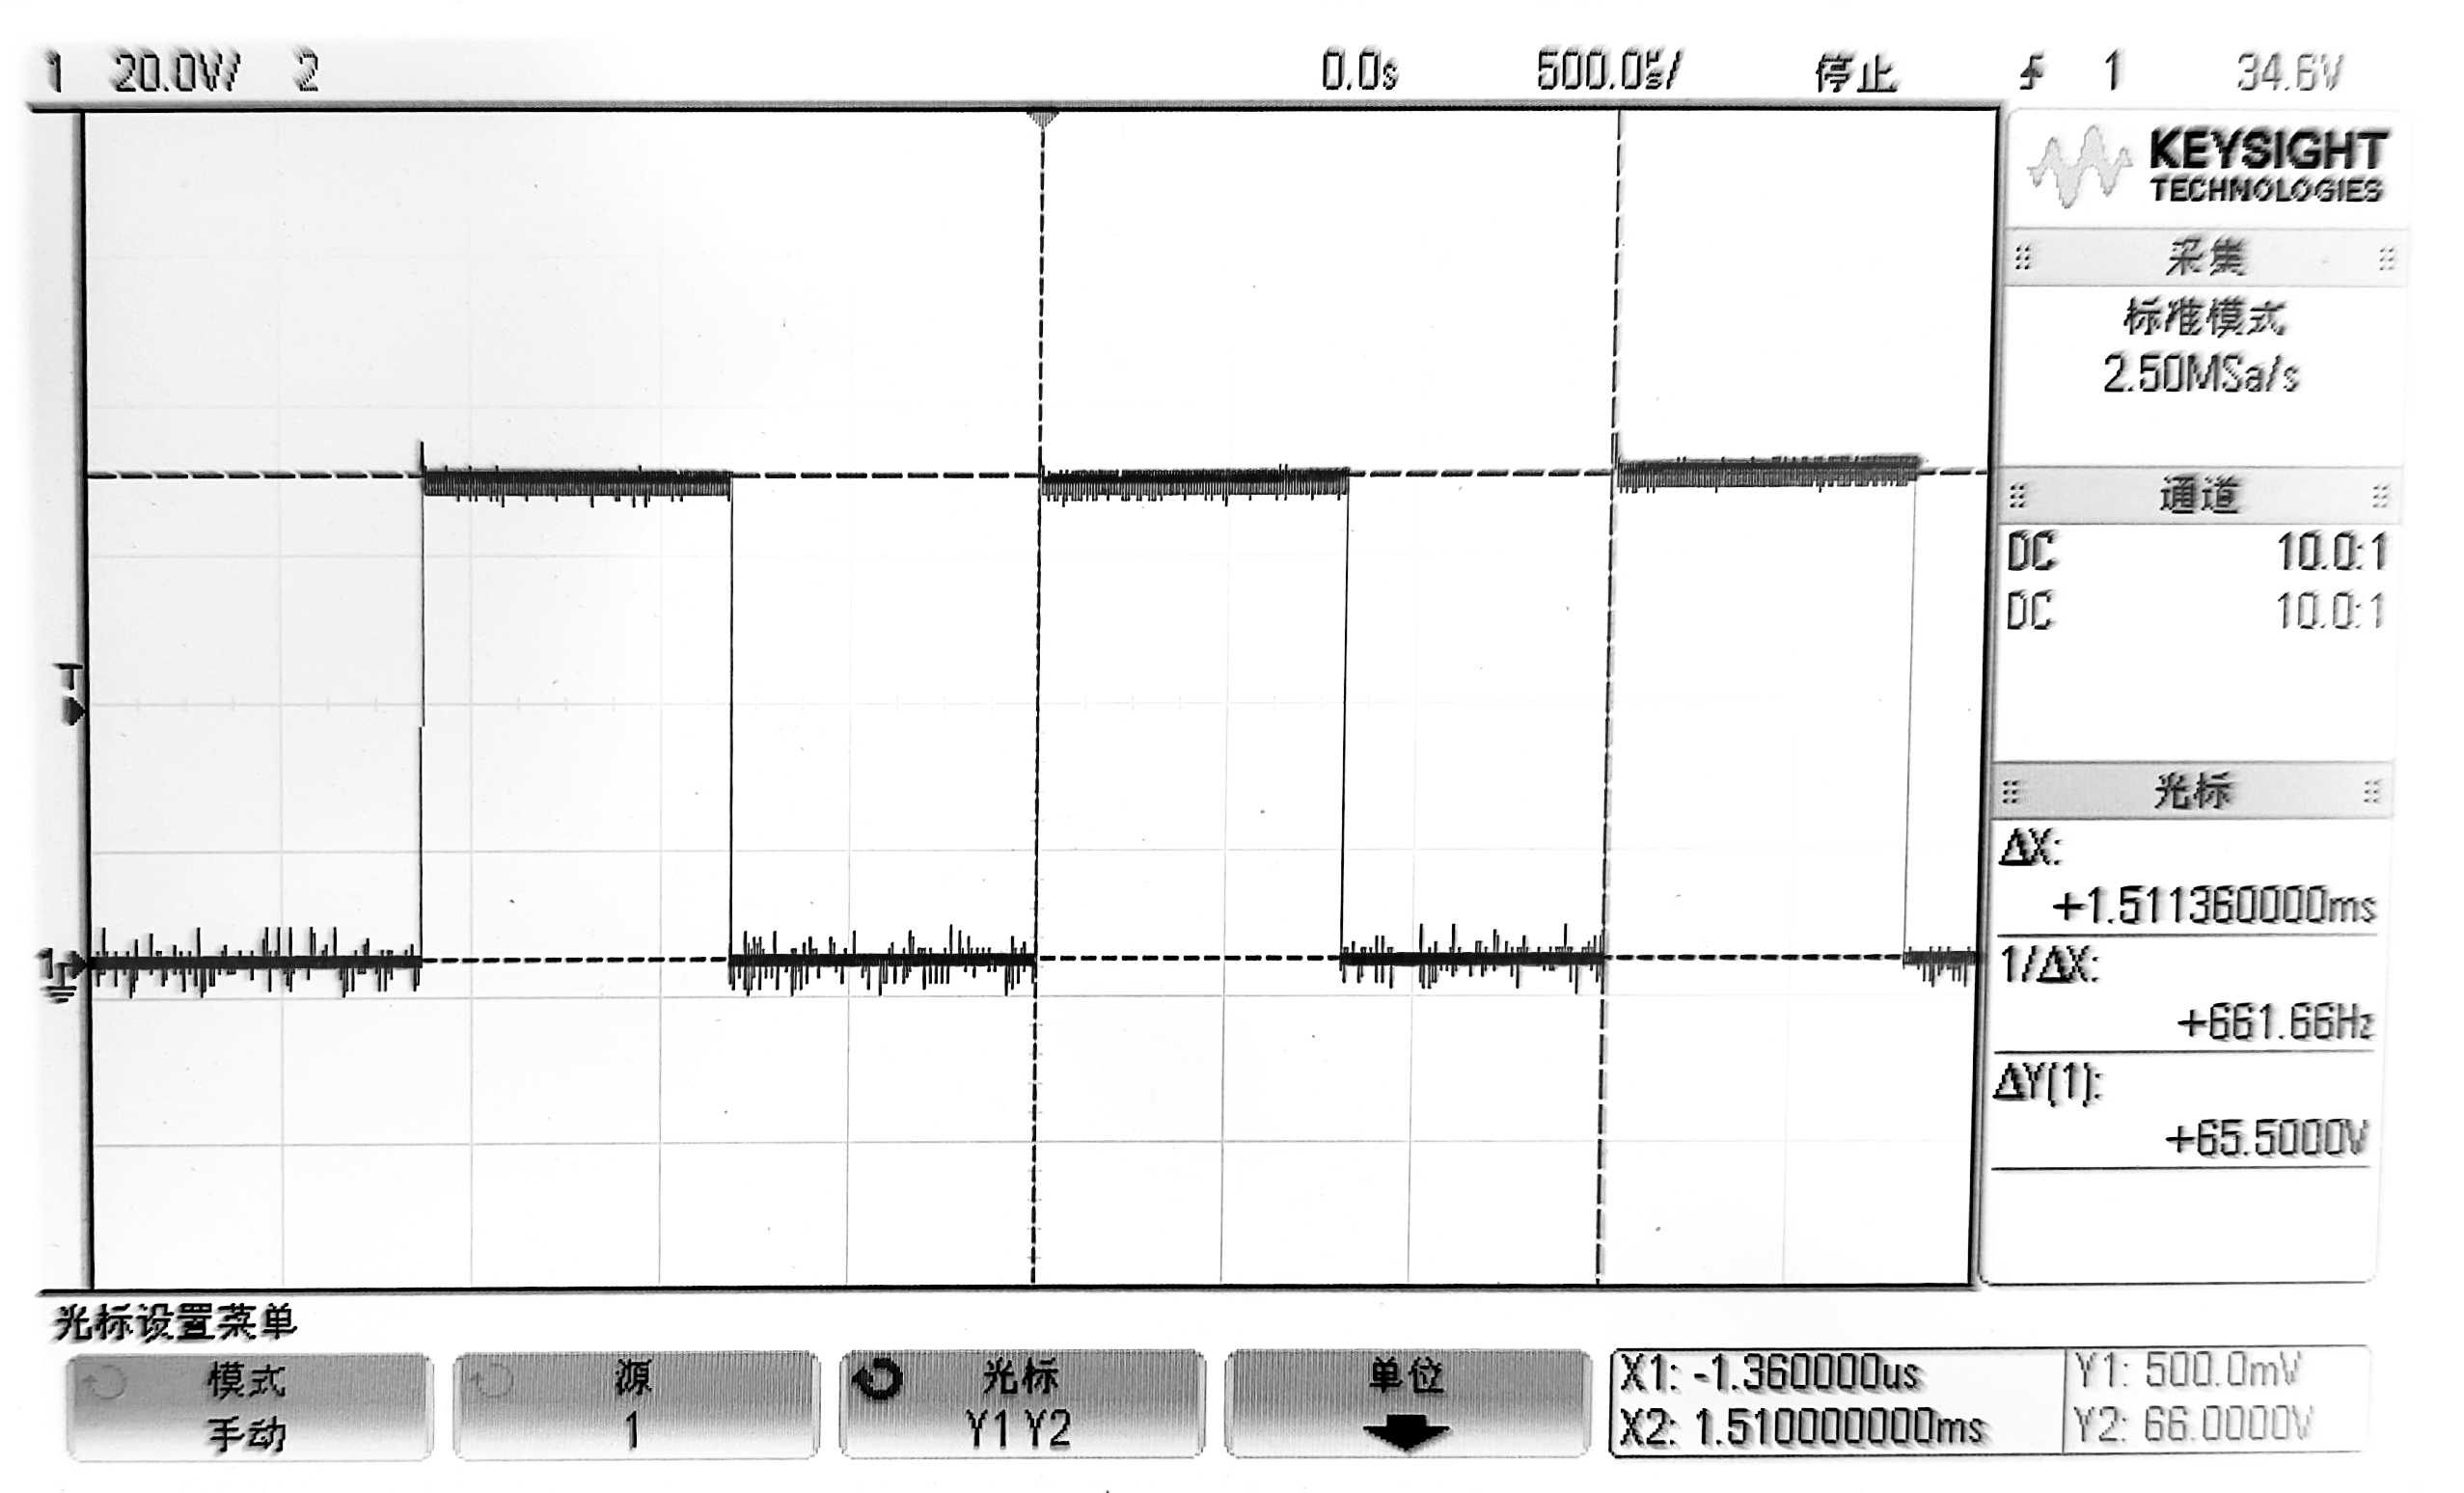 1 20.0V/ 2 0.0s 500.0µs/ 停止 1 34.6V
KEYSIGHT
TECHNOLOGIES
采集
标准模式
2.50MSa/s
通道
DC 10.0:1
DC 10.0:1
光标
ΔX:
+1.511360000ms
1/ΔX:
+661.66Hz
ΔY(1):
+65.5000V
T
1
光标设置菜单
模式
手动
源
1
光标
Y1 Y2
单位
X1: -1.360000us
X2: 1.510000000ms
Y1: 500.0mV
Y2: 66.0000V